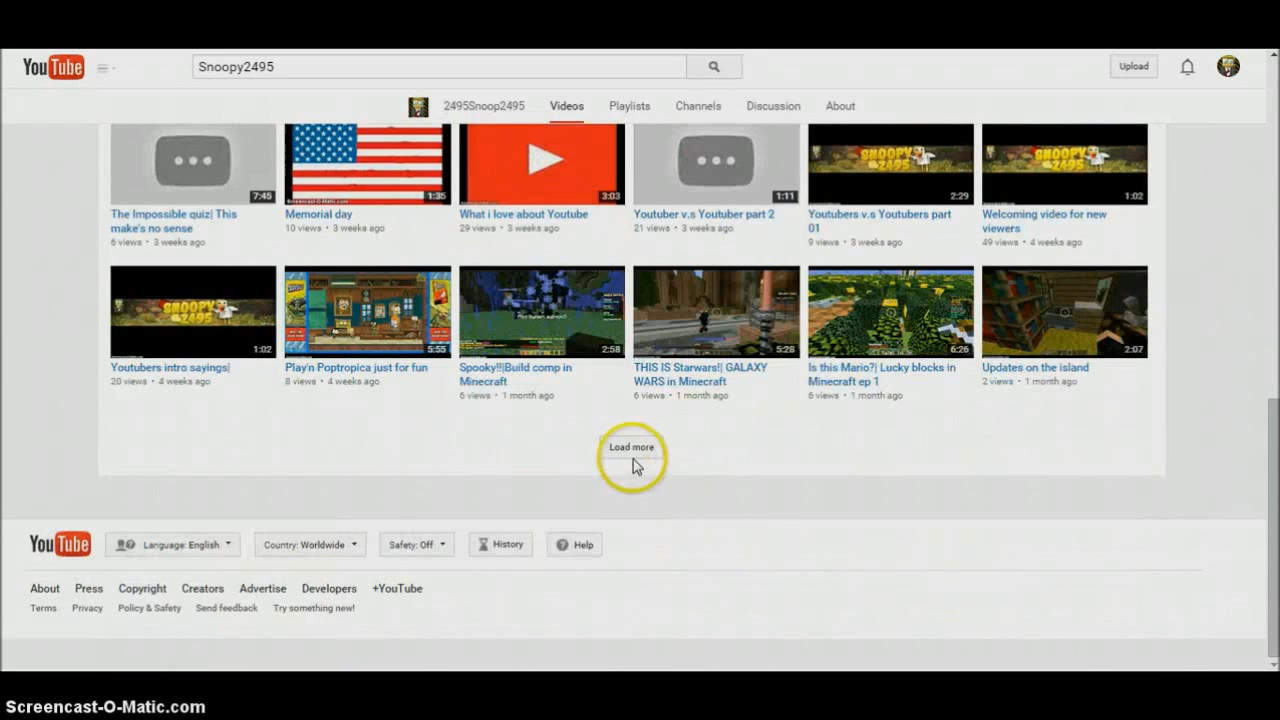 YouTube
Snoopy2495
Upload
2495Snoop2495 Videos Playlists Channels Discussion About
7:45 1:35 3:03 1:11 2:29 1:02
SNOOPY 2495 SNOOPY 2495
Screencast-O-Matic.com
The Impossible quiz| This
make's no sense
6 views • 3 weeks ago
Memorial day
10 views • 3 weeks ago
What i love about Youtube
29 views • 3 weeks ago
Youtuber v.s Youtuber part 2
21 views • 3 weeks ago
Youtubers v.s Youtubers part
01
9 views • 3 weeks ago
Welcoming video for new
viewers
49 views • 4 weeks ago
SNOOPY 2495
1:02 5:55 2:58 5:28 6:26 2:07
Youtubers intro sayings|
20 views • 4 weeks ago
Play'n Poptropica just for fun
8 views • 4 weeks ago
Spooky!!|Build comp in
Minecraft
6 views • 1 month ago
THIS IS Starwars!| GALAXY
WARS in Minecraft
6 views • 1 month ago
Is this Mario?| Lucky blocks in
Minecraft ep 1
6 views • 1 month ago
Updates on the island
2 views • 1 month ago
Load more
YouTube Language: English Country: Worldwide Safety: Off History Help
About Press Copyright Creators Advertise Developers +YouTube
Terms Privacy Policy & Safety Send feedback Try something new!
Screencast-O-Matic.com